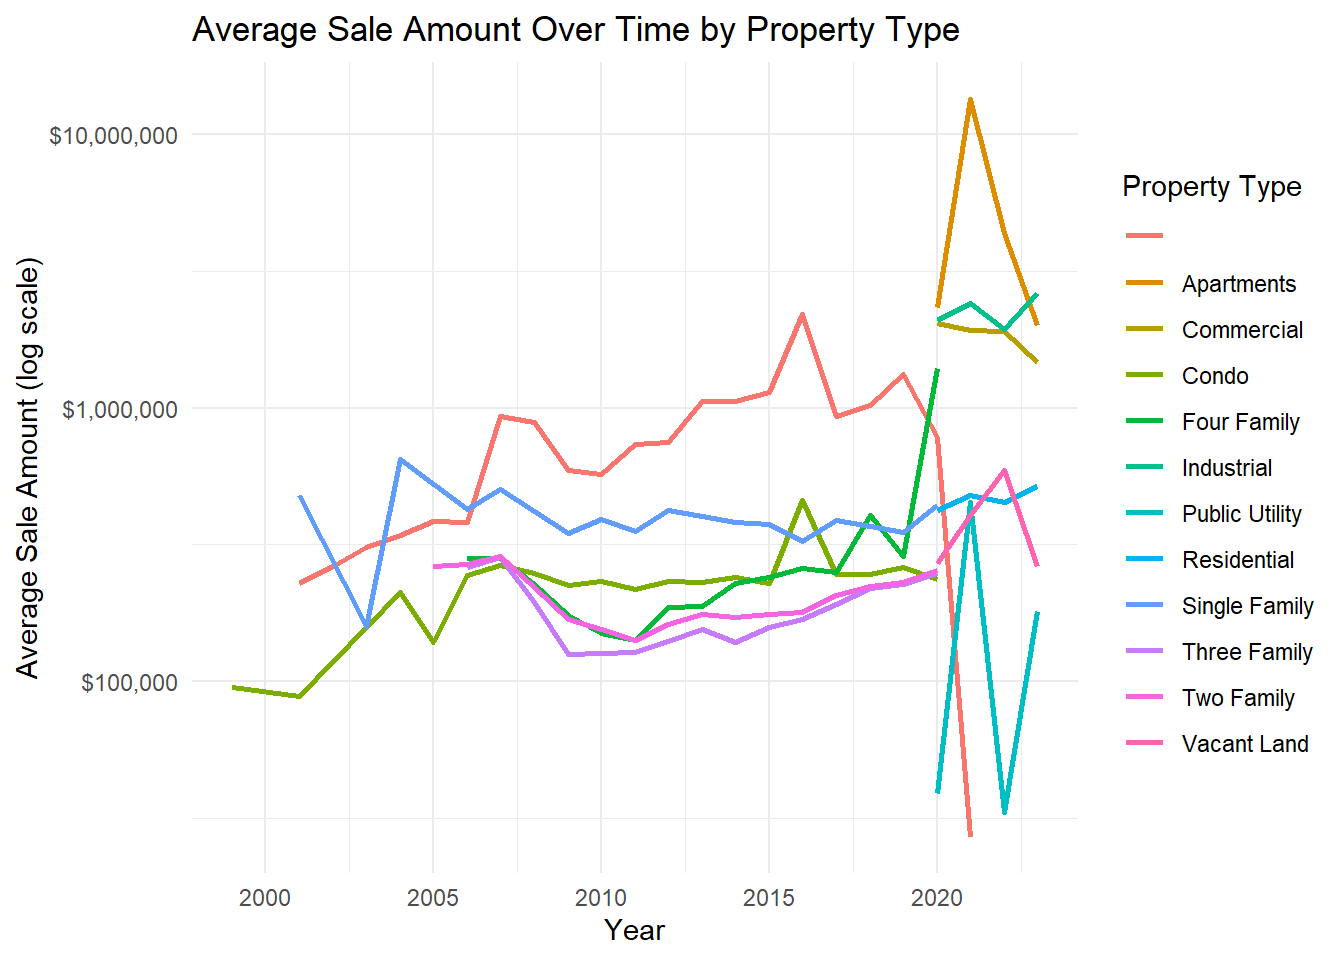 Average Sale Amount Over Time by Property Type
Average Sale Amount (log scale)
$10,000,000
$1,000,000
$100,000
2000
2005
2010
2015
2020
Year
Property Type
Apartments
Commercial
Condo
Four Family
Industrial
Public Utility
Residential
Single Family
Three Family
Two Family
Vacant Land